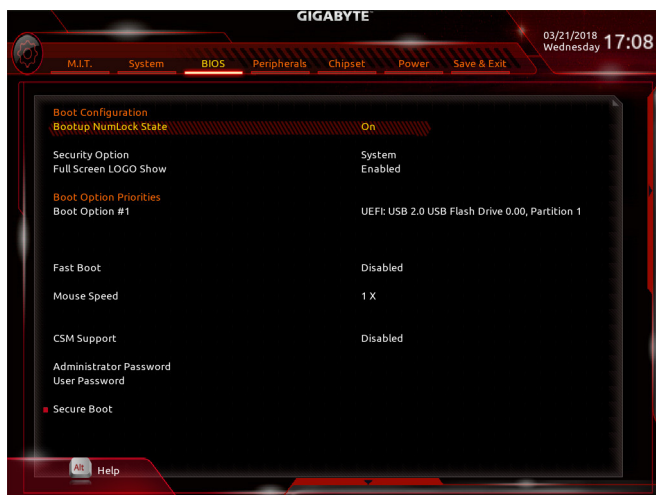 GIGABYTE
03/21/2018
Wednesday
17:08
M.I.T. System BIOS Peripherals Chipset Power Save & Exit
Boot Configuration
Bootup NumLock State On
Security Option System
Full Screen LOGO Show Enabled
Boot Option Priorities
Boot Option #1 UEFI: USB 2.0 USB Flash Drive 0.00, Partition 1
Fast Boot Disabled
Mouse Speed 1 X
CSM Support Disabled
Administrator Password
User Password
Secure Boot
Alt Help